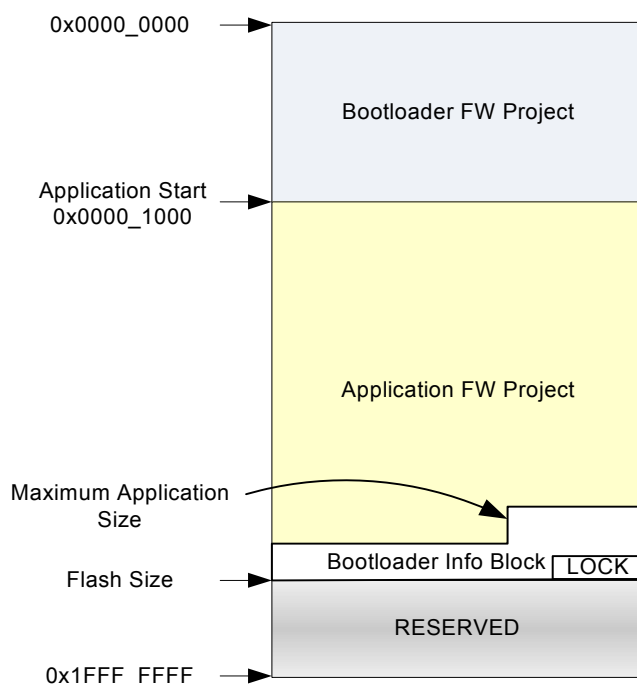 0x0000_0000
Bootloader FW Project
Application Start
0x0000_1000
Application FW Project
Maximum Application
Size
Bootloader Info Block
LOCK
Flash Size
RESERVED
0x1FFF_FFFF